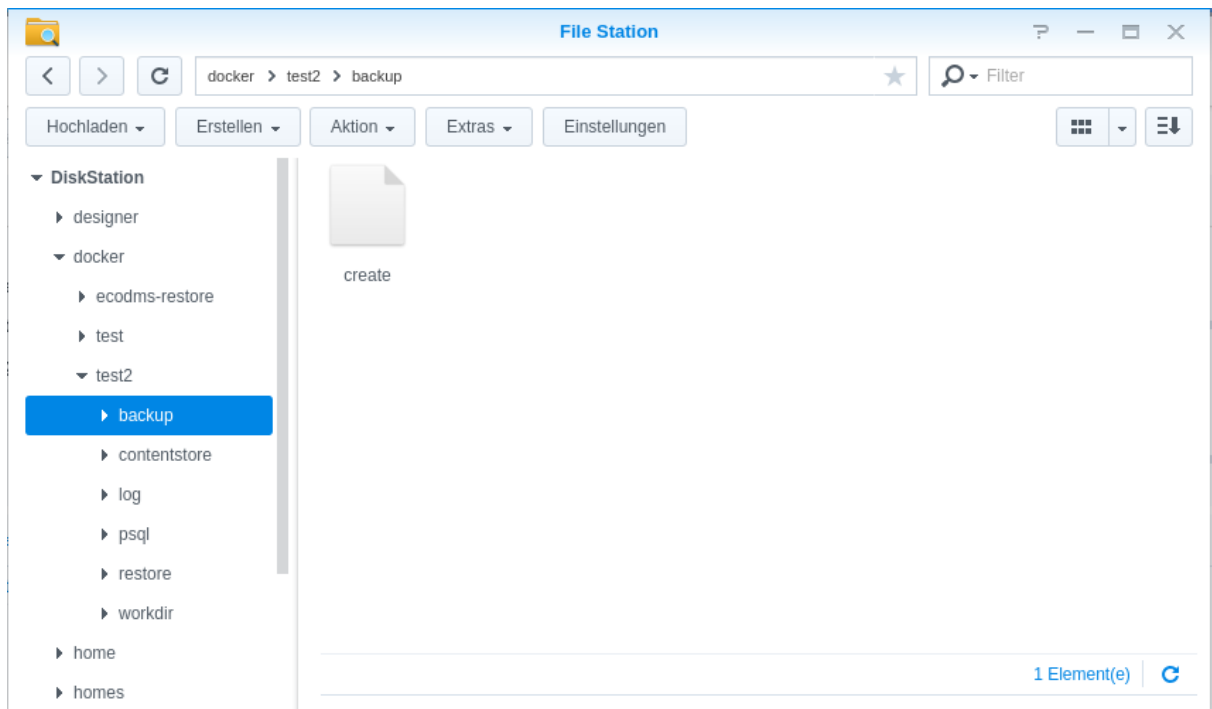 File Station
docker > test2 > backup
Filter
Hochladen Erstellen Aktion Extras Einstellungen
DiskStation
designer
docker
ecodms-restore
test
test2
backup
contentstore
log
psql
restore
workdir
home
homes
create
1 Element(e)